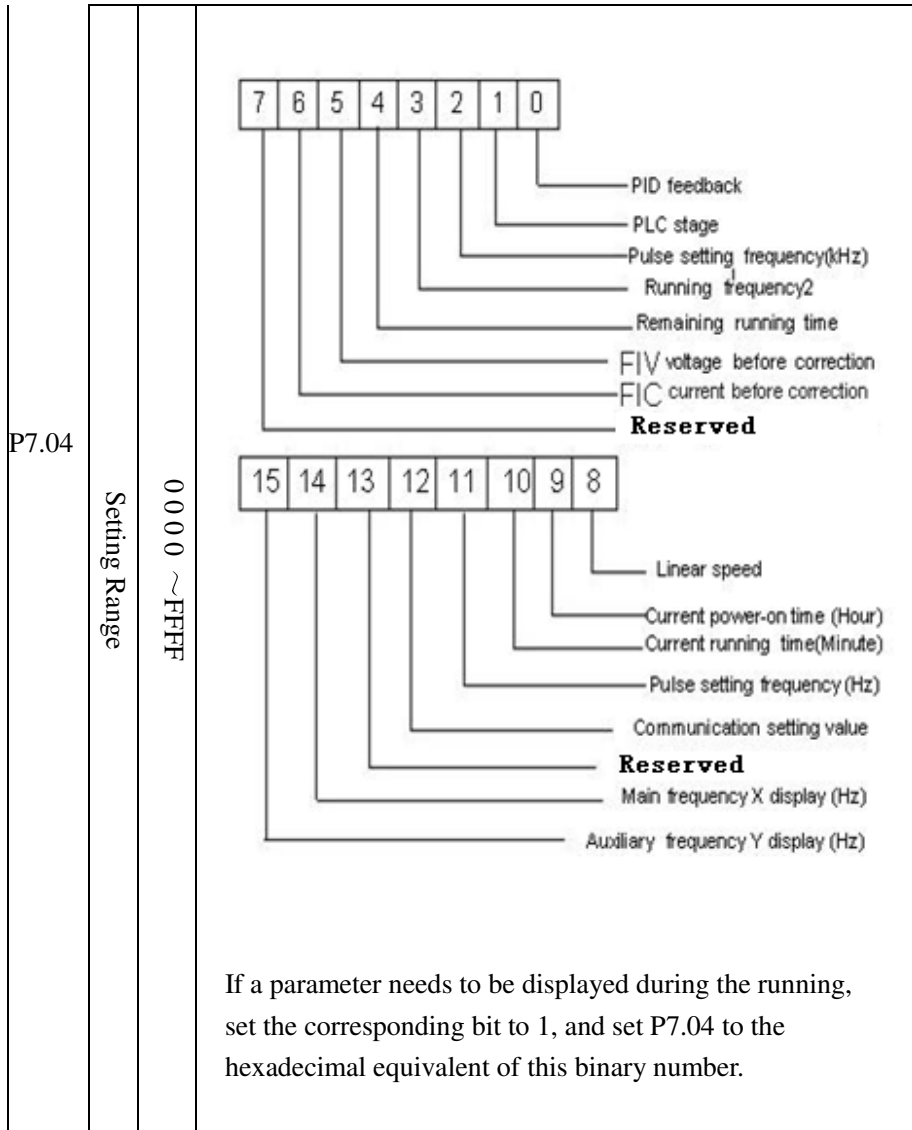 7 6 5 4 3 2 1 0
PID feedback
PLC stage
Pulse setting frequency(kHz)
Running frequency2
Remaining running time
FIV voltage before correction
FIC current before correction
Reserved
P7.04
Setting Range
0000 ～FFFF
15 14 13 12 11 10 9 8
Linear speed
Current power-on time (Hour)
Current running time(Minute)
Pulse setting frequency (Hz)
Communication setting value
Reserved
Main frequency X display (Hz)
Auxiliary frequency Y display (Hz)
If a parameter needs to be displayed during the running,
set the corresponding bit to 1, and set P7.04 to the
hexadecimal equivalent of this binary number.